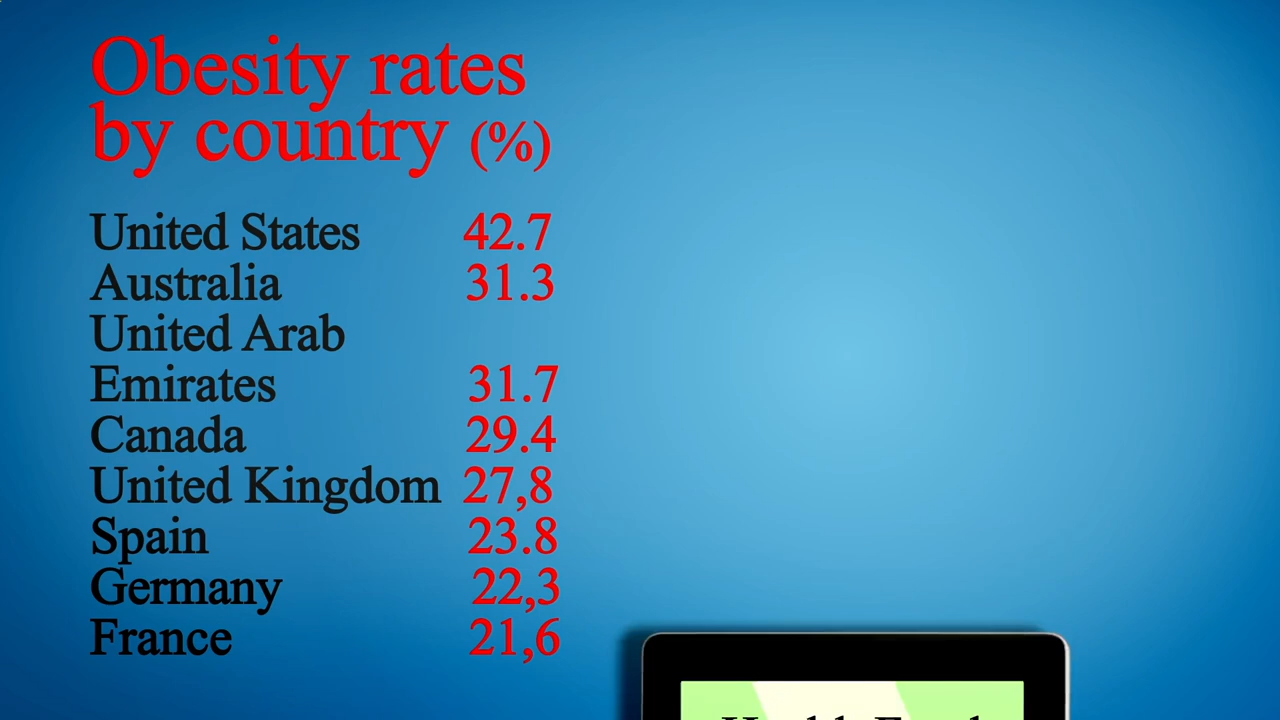 Obesity rates
by country (%)
United States 42.7
Australia 31.3
United Arab
Emirates 31.7
Canada 29.4
United Kingdom 27,8
Spain 23.8
Germany 22,3
France 21,6